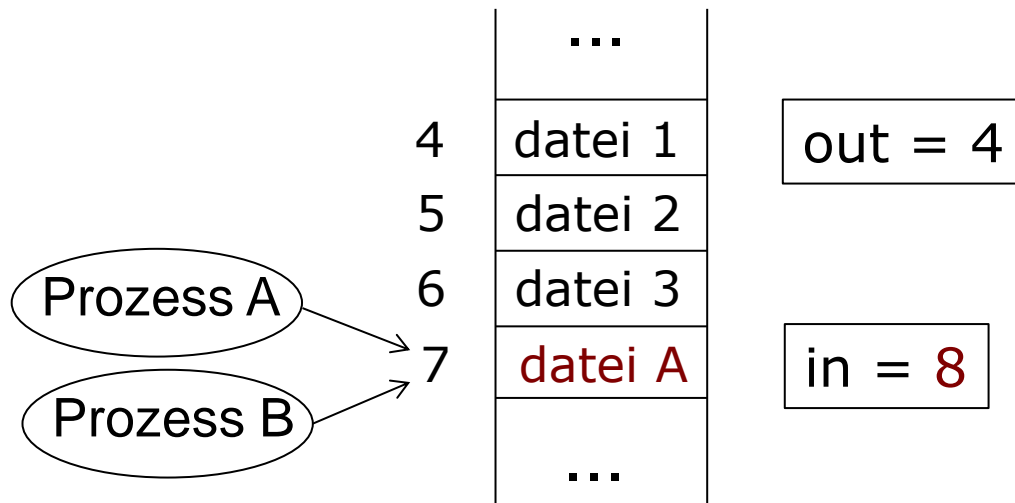 ...
4 datei 1 out = 4
5 datei 2
Prozess A 6 datei 3
7 datei A in = 8
Prozess B
...